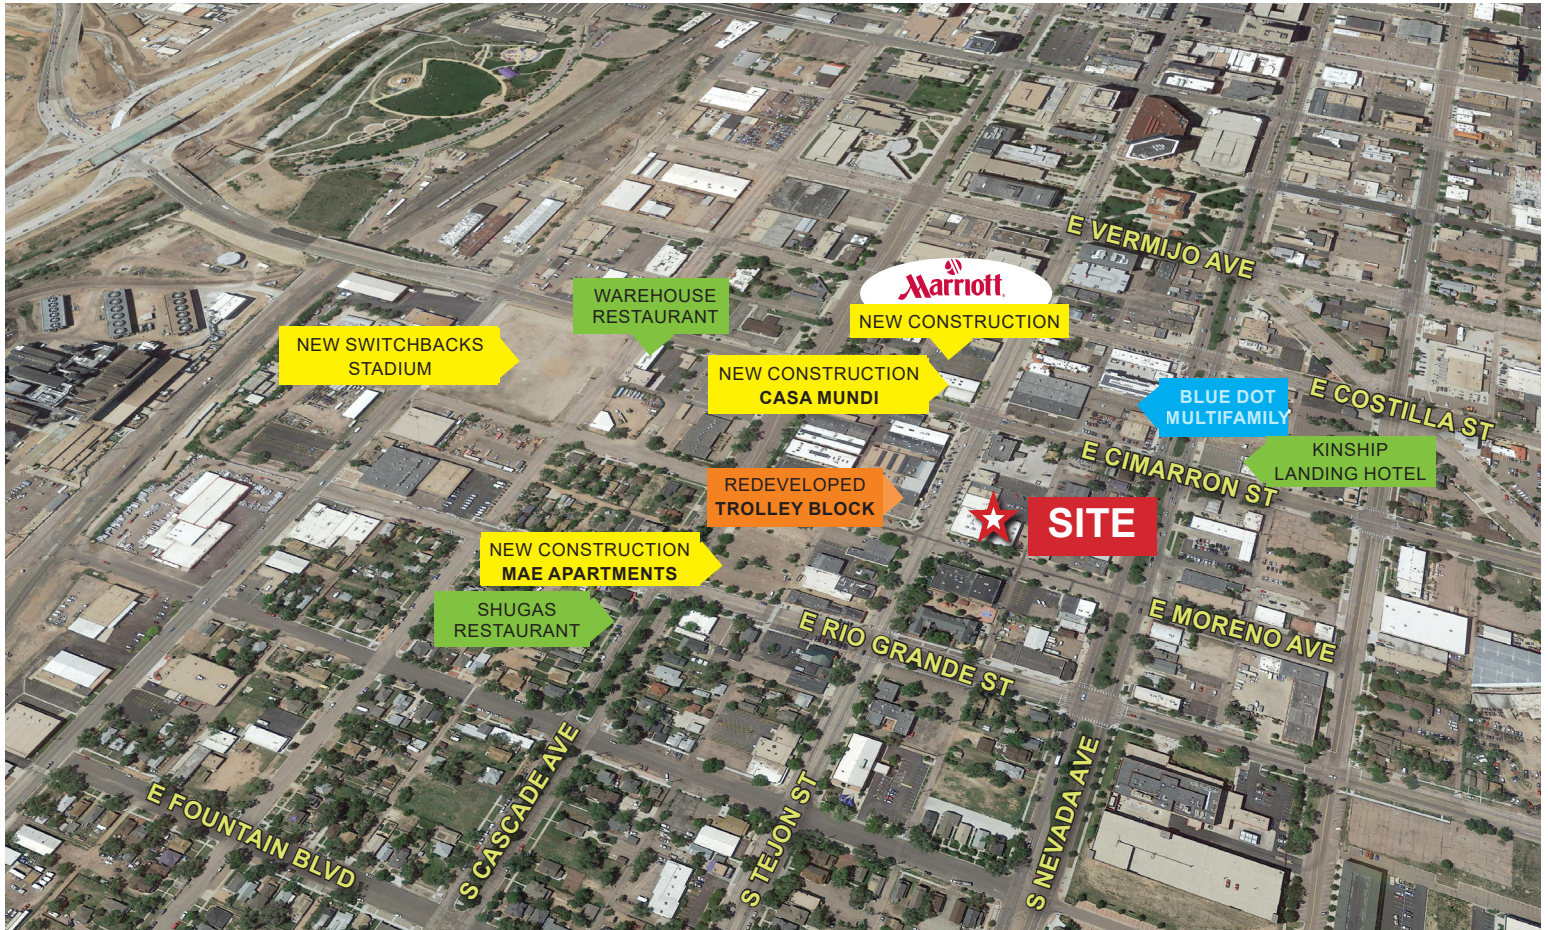 E VERMIJO AVE
Marriott
NEW CONSTRUCTION
WAREHOUSE
RESTAURANT
NEW SWITCHBACKS
STADIUM
NEW CONSTRUCTION
CASA MUNDI
BLUE DOT
MULTIFAMILY
E COSTILLA ST
KINSHIP
LANDING HOTEL
E CIMARRON ST
REDEVELOPED
TROLLEY BLOCK
SITE
NEW CONSTRUCTION
MAE APARTMENTS
SHUGAS
RESTAURANT
E MORENO AVE
E RIO GRANDE ST
E FOUNTAIN BLVD
S CASCADE AVE
S TEJON ST
S NEVADA AVE